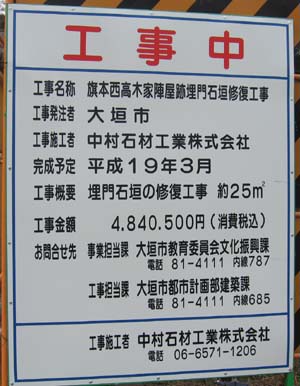 工事中
工事名称 旗本西高木家陣屋跡埋門石垣修復工事
工事発注者 大垣市
工事施工者 中村石材工業株式会社
完成予定 平成19年3月
工事概要 埋門石垣の修復工事 約25㎡
工事金額 4,840,500円(消費税込)
お問合せ先 事業担当課 大垣市教育委員会文化振興課
電話 81-4111 内線787
工事担当課 大垣市都市計画部建築課
電話 81-4111 内線685
工事施工者 中村石材工業株式会社
電話 06-6571-1206